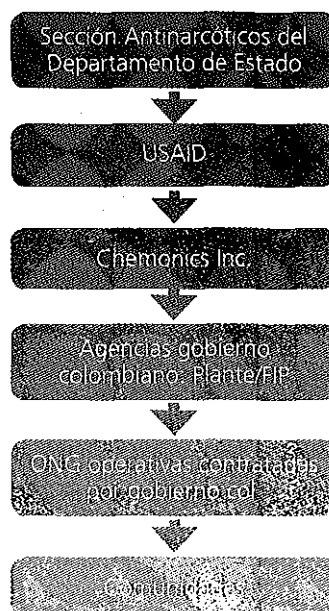 Sección Antinarcóticos del
Departamento de Estado
USAID
Chemonics Inc.
Agencias gobierno
colombiano: Plante/FIP
ONG operativas contratadas
por gobierno col.
Comunidades